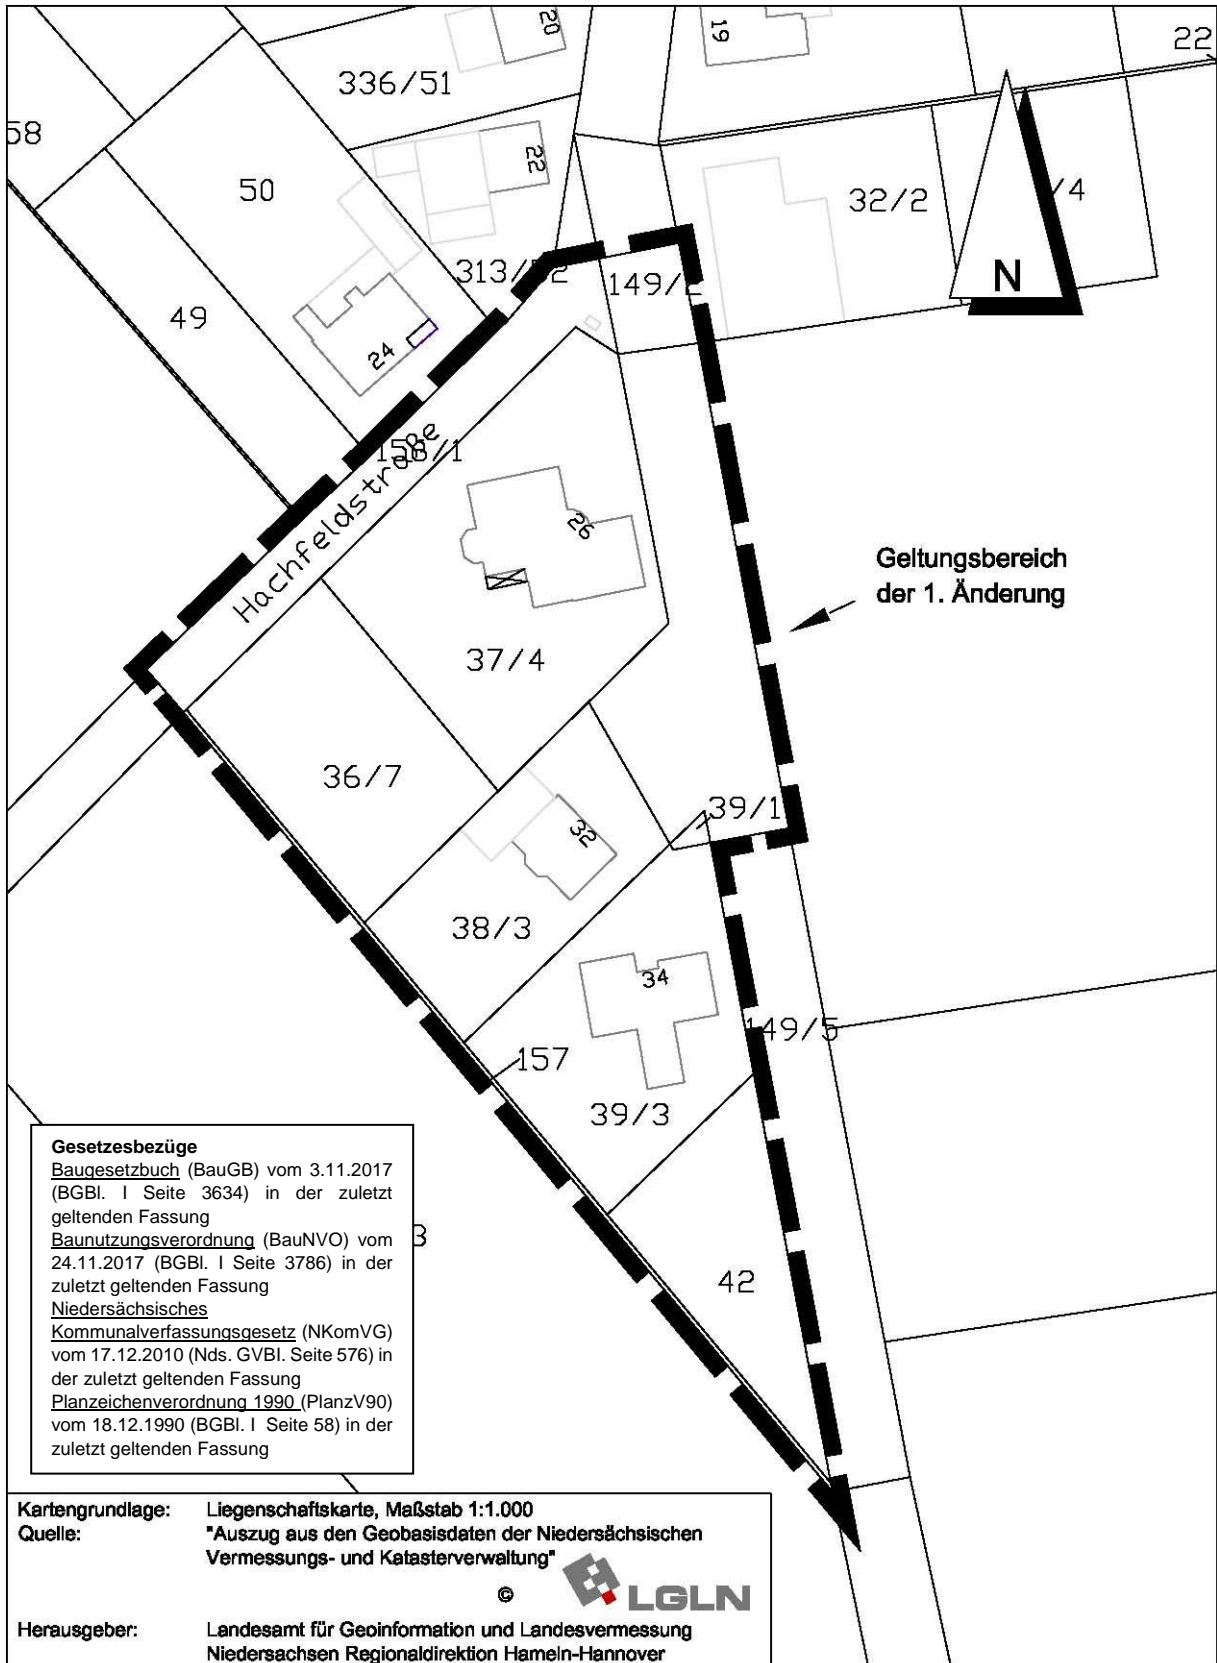 20
19
22
336/51
58
22
50
32/2
/4
313/52
149/2
N
49
24
158/1
Hachfeldstraße
26
Geltungsbereich
der 1. Änderung
37/4
36/7
39/1
32
38/3
34
149/5
157
39/3
Gesetzesbezüge
Baugesetzbuch (BauGB) vom 3.11.2017
(BGBl. I Seite 3634) in der zuletzt
geltenden Fassung
Baunutzungsverordnung (BauNVO) vom
24.11.2017 (BGBl. I Seite 3786) in der
zuletzt geltenden Fassung
Niedersächsisches
Kommunalverfassungsgesetz (NKomVG)
vom 17.12.2010 (Nds. GVBl. Seite 576) in
der zuletzt geltenden Fassung
Planzeichenverordnung 1990 (PlanzV90)
vom 18.12.1990 (BGBl. I Seite 58) in der
zuletzt geltenden Fassung
3
42
Kartengrundlage: Liegenschaftskarte, Maßstab 1:1.000
Quelle: "Auszug aus den Geobasisdaten der Niedersächsischen
Vermessungs- und Katasterverwaltung"
© LGLN
Herausgeber: Landesamt für Geoinformation und Landesvermessung
Niedersachsen Regionaldirektion Hameln-Hannover